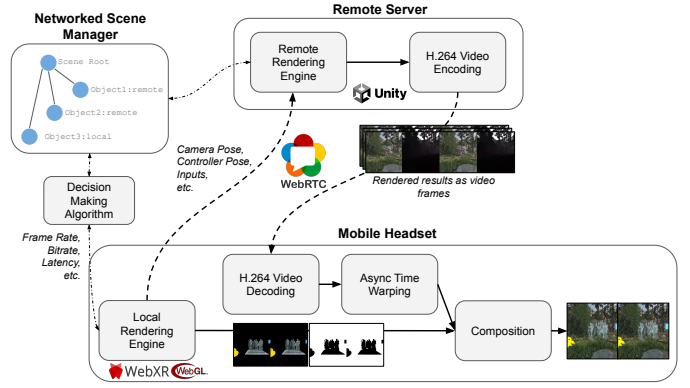 Networked Scene
Manager
Scene Root
Object1:remote
Object2:remote
Object3:local
Remote Server
Remote
Rendering
Engine
H.264 Video
Encoding
Unity
Camera Pose,
Controller Pose,
Inputs,
etc.
WebRTC
Rendered results as video
frames
Decision
Making
Algorithm
Frame Rate,
Bitrate,
Latency,
etc.
Mobile Headset
H.264 Video
Decoding
Async Time
Warping
Local
Rendering
Engine
Composition
WebXR
WebGL